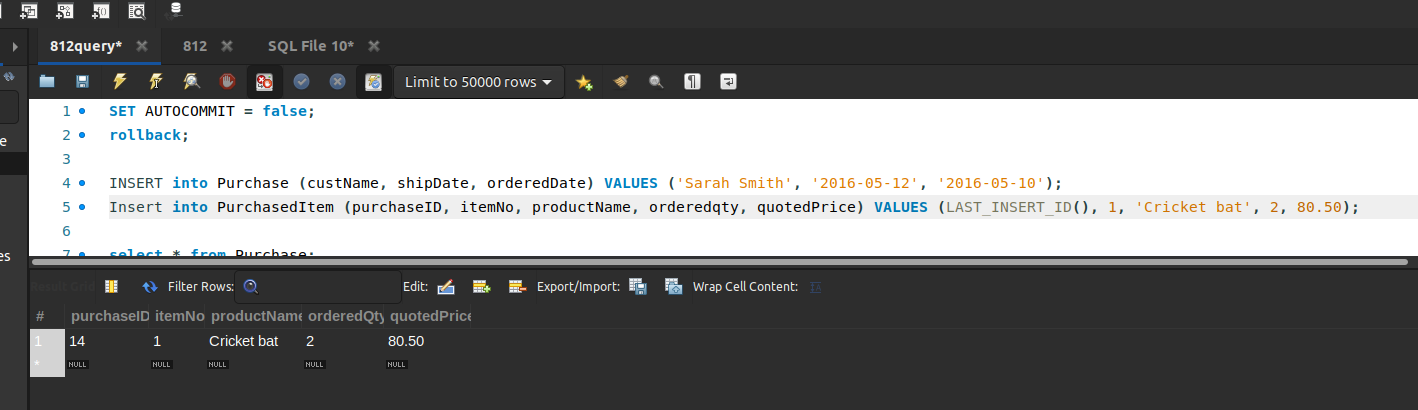 812query* 812 SQL File 10*
Limit to 50000 rows
1 SET AUTOCOMMIT = false;
2 rollback;
3
4 INSERT into Purchase (custName, shipDate, orderedDate) VALUES ('Sarah Smith', '2016-05-12', '2016-05-10');
5 Insert into PurchasedItem (purchaseID, itemNo, productName, orderedqty, quotedPrice) VALUES (LAST_INSERT_ID(), 1, 'Cricket bat', 2, 80.50);
6
7 select * from Purchase;
Result Grid Filter Rows: Edit: Export/Import: Wrap Cell Content:
# purchaseID itemNo productName orderedQty quotedPrice
1 14 1 Cricket bat 2 80.50
* NULL NULL NULL NULL NULL